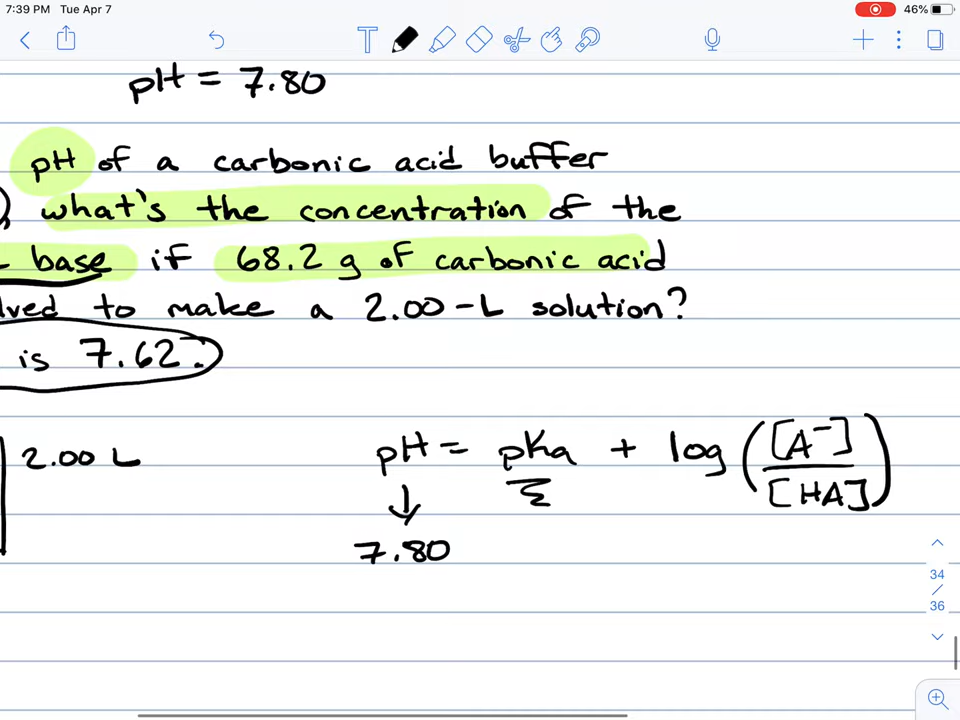 7:39 PM Tue Apr 7
46%
T
pH = 7.80
pH of a carbonic acid buffer
what's the concentration of the
base if 68.2 g of carbonic acid
lved to make a 2.00-L solution?
is 7.62.
2.00 L
pH = pKa + log ([A⁻]/[HA])
7.80
34
/
36